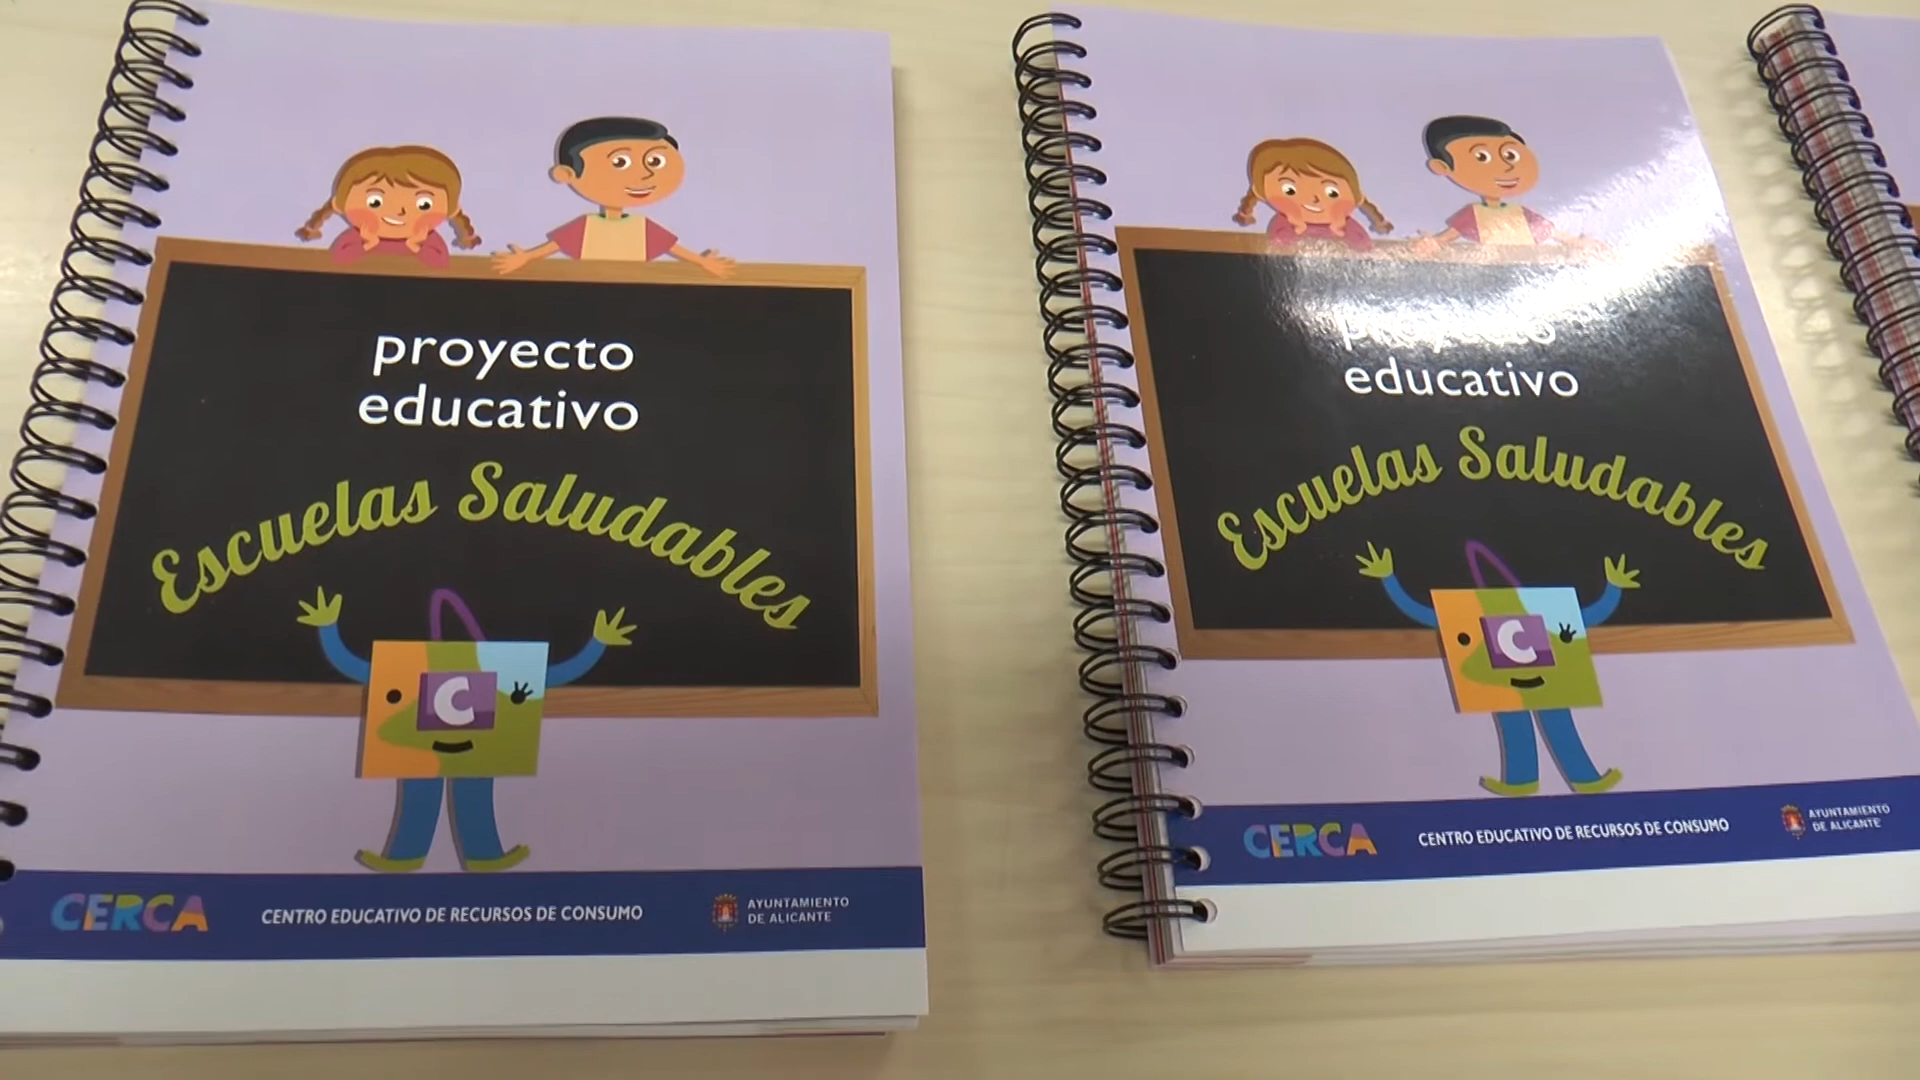 proyecto
educativo
Escuelas Saludables
C
CERCA
CENTRO EDUCATIVO DE RECURSOS DE CONSUMO
AYUNTAMIENTO
DE ALICANTE
proyecto
educativo
Escuelas Saludables
C
CERCA
CENTRO EDUCATIVO DE RECURSOS DE CONSUMO
AYUNTAMIENTO
DE ALICANTE